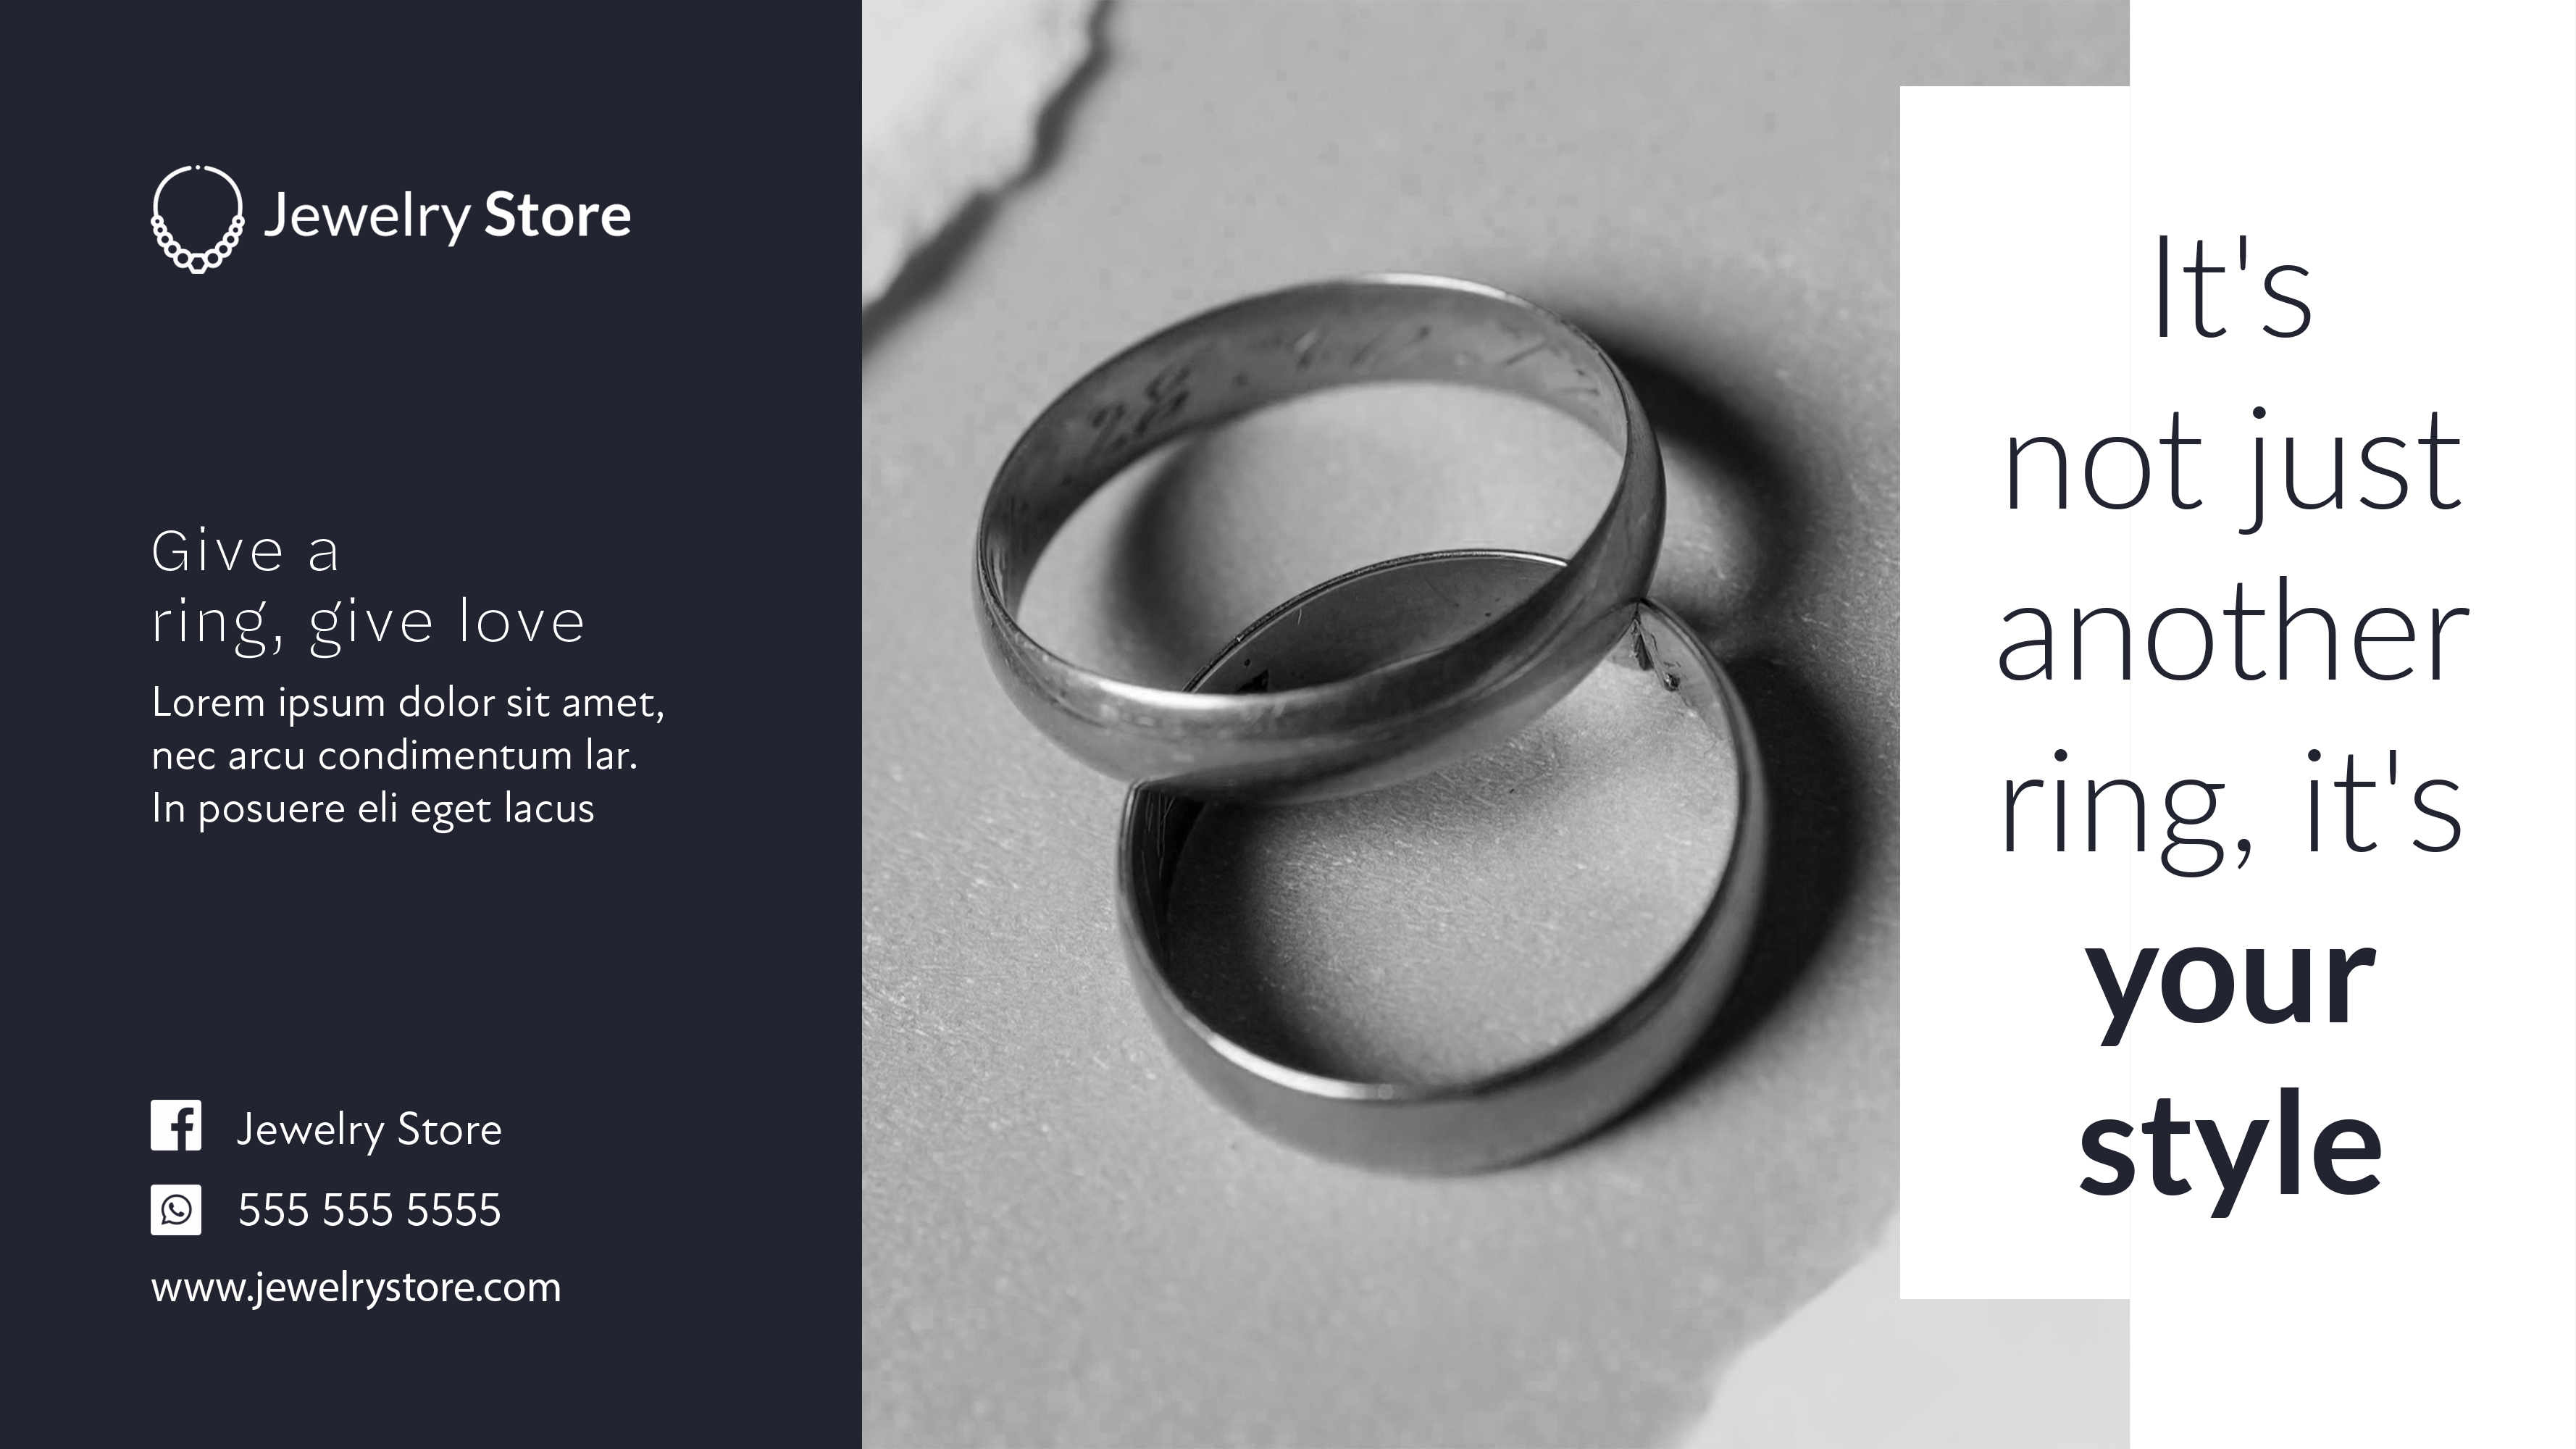 Jewelry Store
Give a
ring, give love
Lorem ipsum dolor sit amet,
nec arcu condimentum lar.
In posuere eli eget lacus
Jewelry Store
555 555 5555
www.jewelrystore.com
It's
not just
another
ring, it's
your
style